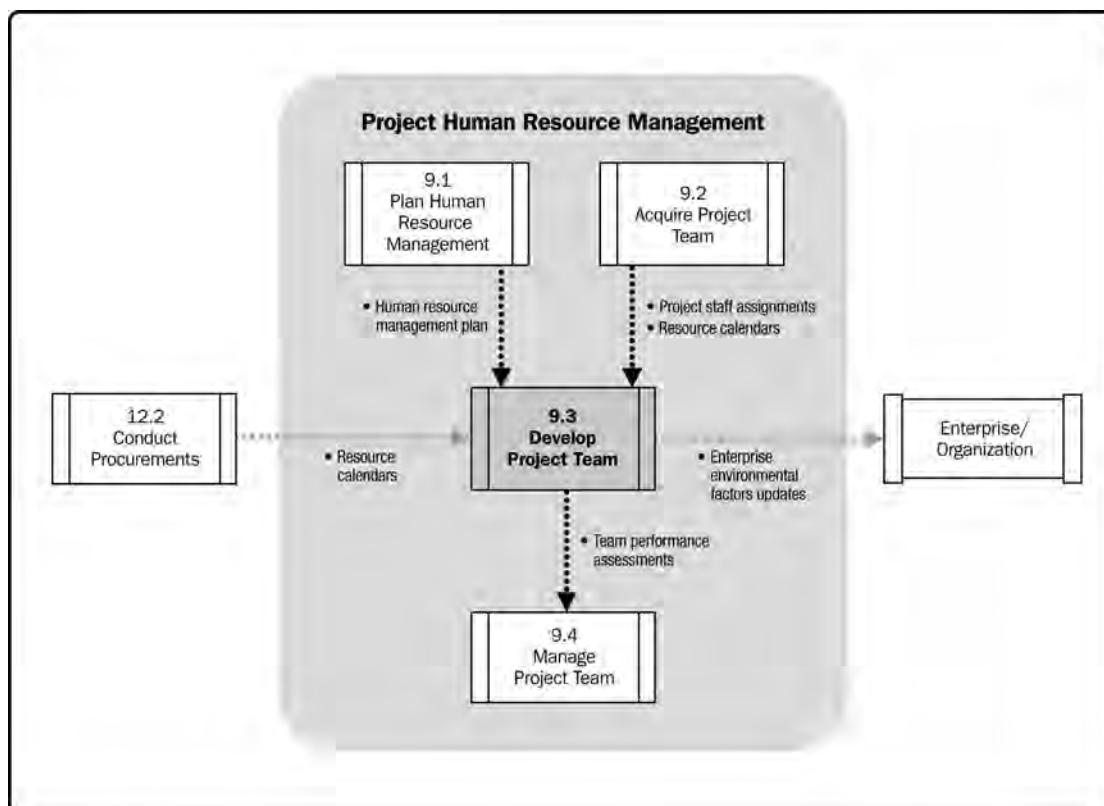 Project Human Resource Management
9.1
Plan Human
Resource
Management
9.2
Acquire Project
Team
• Human resource
management plan
• Project staff assignments
• Resource calendars
12.2
Conduct
Procurements
• Resource
calendars
9.3
Develop
Project Team
• Enterprise
environmental
factors updates
Enterprise/
Organization
• Team performance
assessments
9.4
Manage
Project Team